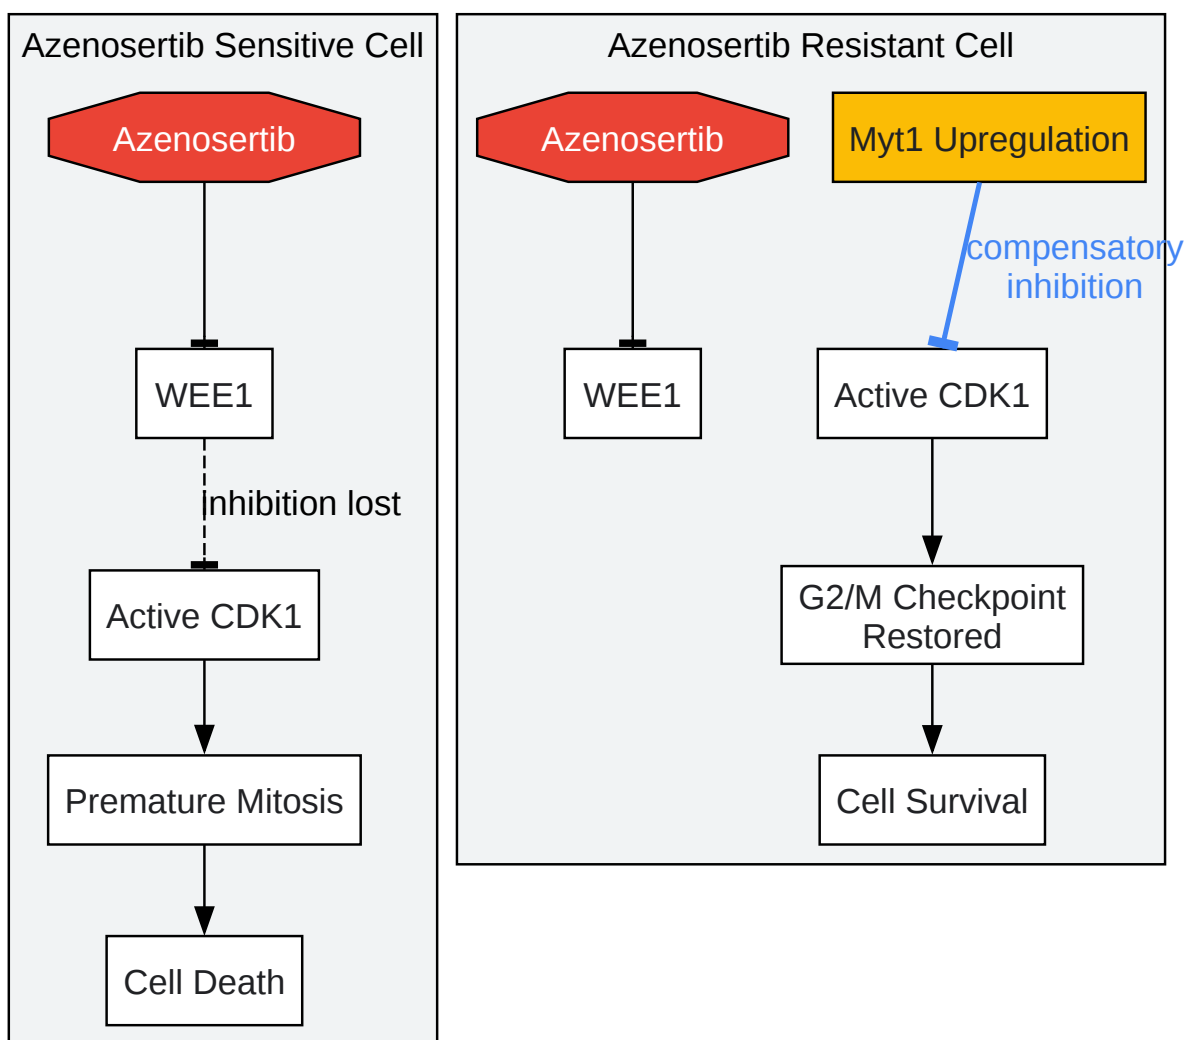 Azenosertib Sensitive Cell
Azenosertib
WEE1
inhibition lost
Active CDK1
Premature Mitosis
Cell Death
Azenosertib Resistant Cell
Azenosertib
Myt1 Upregulation
compensatory
inhibition
WEE1
Active CDK1
G2/M Checkpoint
Restored
Cell Survival